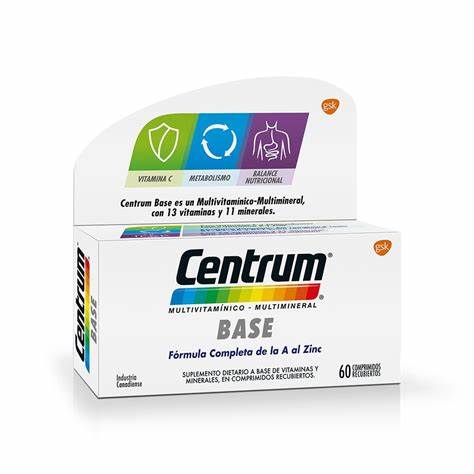 gsk
VITAMINA C
METABOLISMO
BALANCE
NUTRICIONAL
Centrum Base es un Multivitamínico-Multimineral,
con 13 vitaminas y 11 minerales.
gsk
Centrum®
MULTIVITAMÍNICO - MULTIMINERAL ®
BASE
Fórmula Completa de la A al Zinc
Industria
Canadiense
SUPLEMENTO DIETARIO A BASE DE VITAMINAS Y
MINERALES, EN COMPRIMIDOS RECUBIERTOS.
60 COMPRIMIDOS
RECUBIERTOS
Centrum
BASE